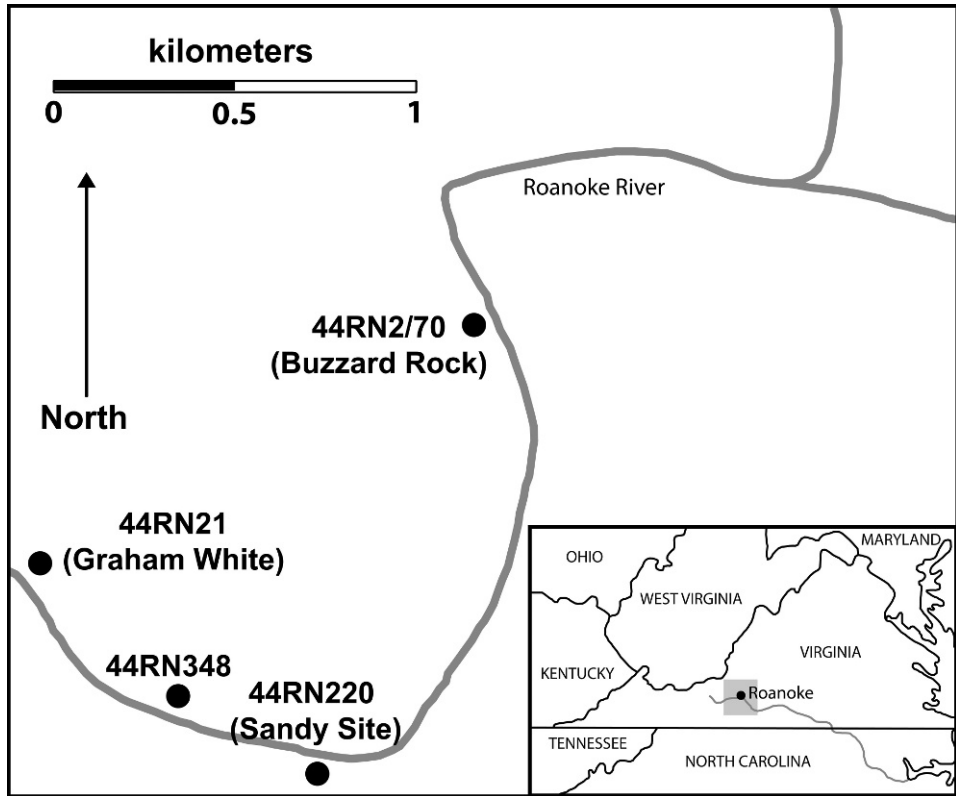 kilometers
0 0.5 1
Roanoke River
44RN2/70
(Buzzard Rock)
North
44RN21
(Graham White)
44RN348
44RN220
(Sandy Site)
OHIO
MARYLAND
WEST VIRGINIA
VIRGINIA
KENTUCKY
Roanoke
TENNESSEE
NORTH CAROLINA